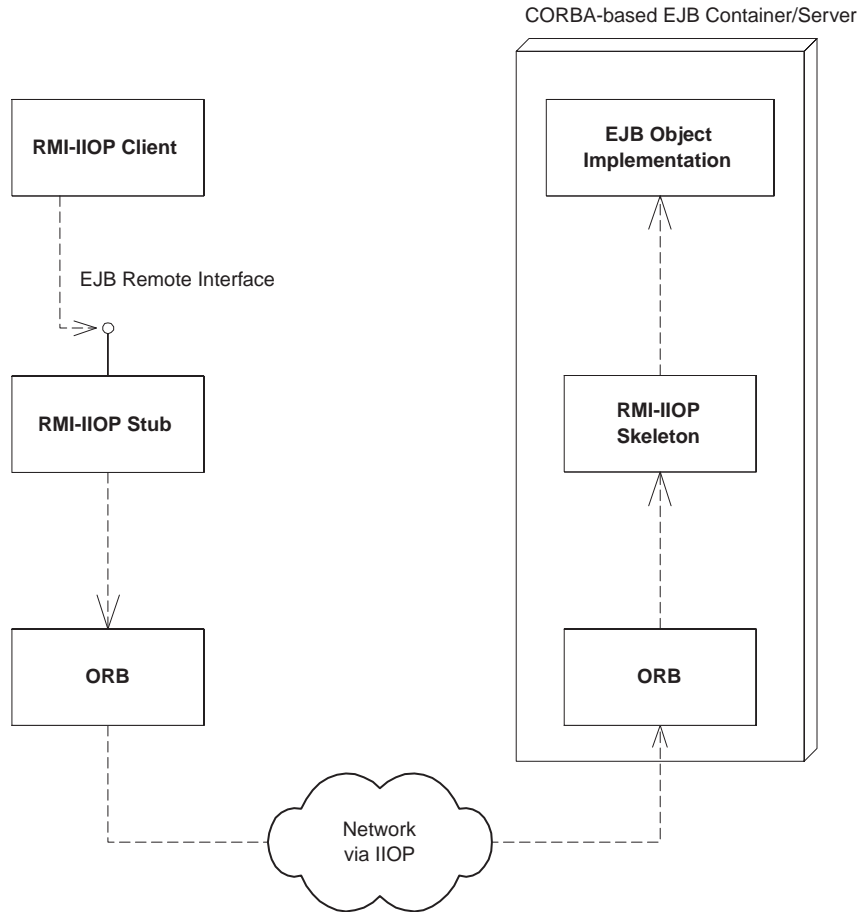 CORBA-based EJB Container/Server
RMI-IIOP Client
EJB Object
Implementation
EJB Remote Interface
RMI-IIOP Stub
RMI-IIOP
Skeleton
ORB
ORB
Network
via IIOP